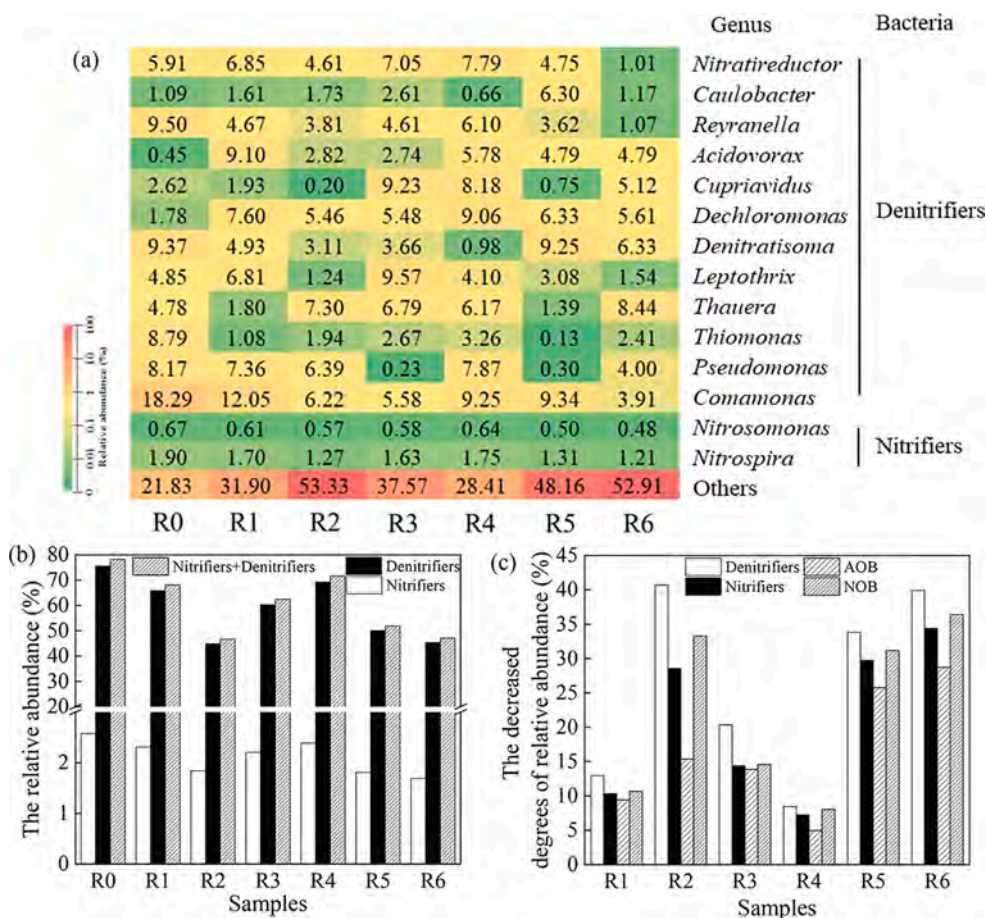 Genus Bacteria
(a)
5.91 6.85 4.61 7.05 7.79 4.75 1.01 Nitratireductor
1.09 1.61 1.73 2.61 0.66 6.30 1.17 Caulobacter
9.50 4.67 3.81 4.61 6.10 3.62 1.07 Reyranella
0.45 9.10 2.82 2.74 5.78 4.79 4.79 Acidovorax
2.62 1.93 0.20 9.23 8.18 0.75 5.12 Cupriavidus
1.78 7.60 5.46 5.48 9.06 6.33 5.61 Dechloromonas
Denitrifiers
9.37 4.93 3.11 3.66 0.98 9.25 6.33 Denitratisoma
4.85 6.81 1.24 9.57 4.10 3.08 1.54 Leptothrix
4.78 1.80 7.30 6.79 6.17 1.39 8.44 Thauera
8.79 1.08 1.94 2.67 3.26 0.13 2.41 Thiomonas
8.17 7.36 6.39 0.23 7.87 0.30 4.00 Pseudomonas
18.29 12.05 6.22 5.58 9.25 9.34 3.91 Comamonas
0.67 0.61 0.57 0.58 0.64 0.50 0.48 Nitrosomonas
Nitrifiers
1.90 1.70 1.27 1.63 1.75 1.31 1.21 Nitrospira
21.83 31.90 53.33 37.57 28.41 48.16 52.91 Others
R0 R1 R2 R3 R4 R5 R6
Relative abundance (%)
100
10
1
0.1
0.01
0
(b)
The relative abundance (%)
80
70
60
50
40
30
20
2
1
0
Nitrifiers+Denitrifiers
Denitrifiers
Nitrifiers
R0 R1 R2 R3 R4 R5 R6
Samples
(c)
The decreased
degrees of relative abundance (%)
45
40
35
30
25
20
15
10
5
0
Denitrifiers AOB
Nitrifiers NOB
R1 R2 R3 R4 R5 R6
Samples